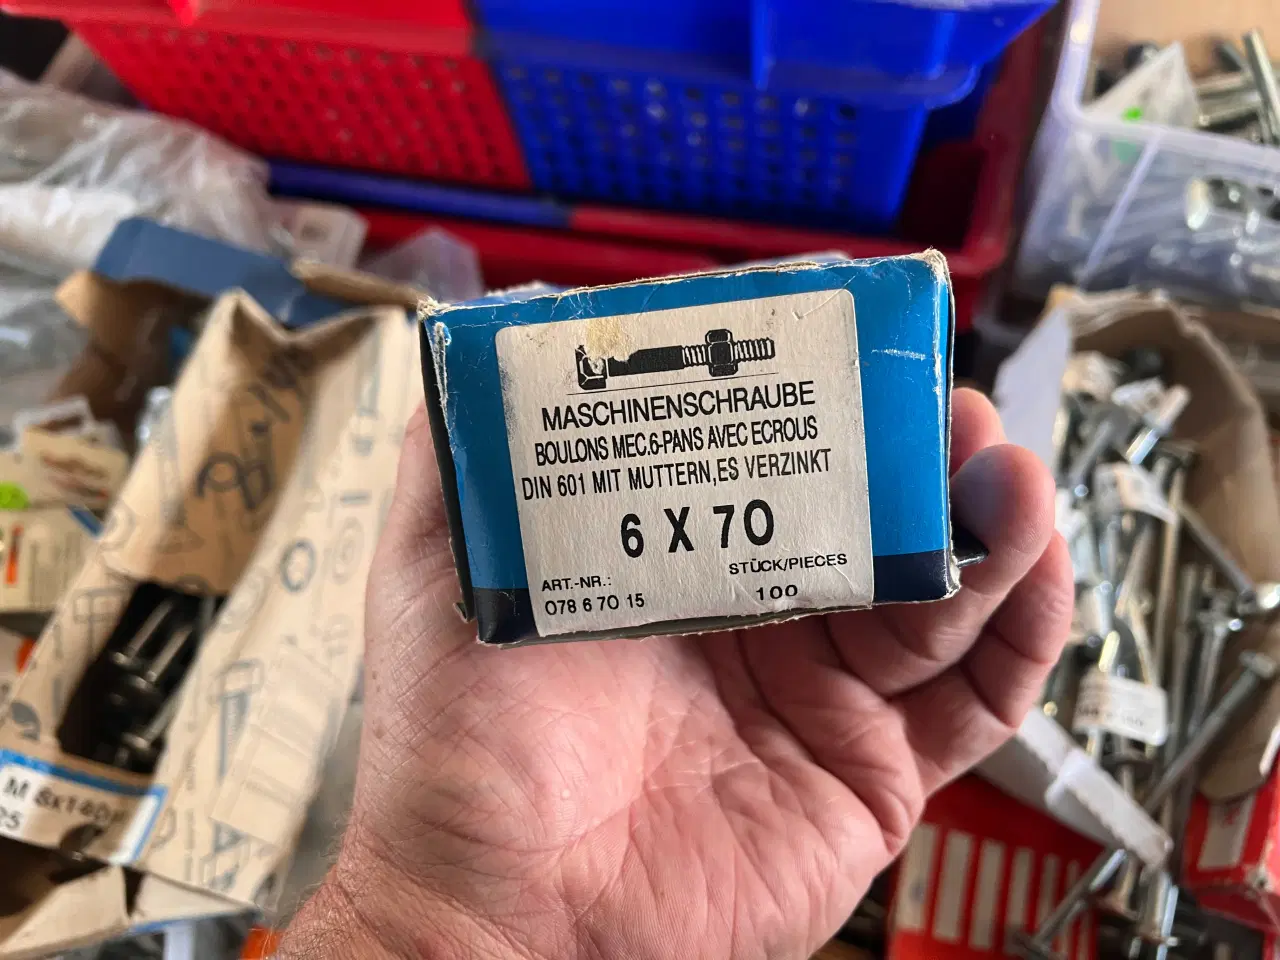 MASCHINENSCHRAUBE
BOULONS MEC.6-PANS AVEC ECROUS
DIN 601 MIT MUTTERN,ES VERZINKT
6 X 70
STÜCK/PIECES
ART.-NR.:
100
078 6 70 15